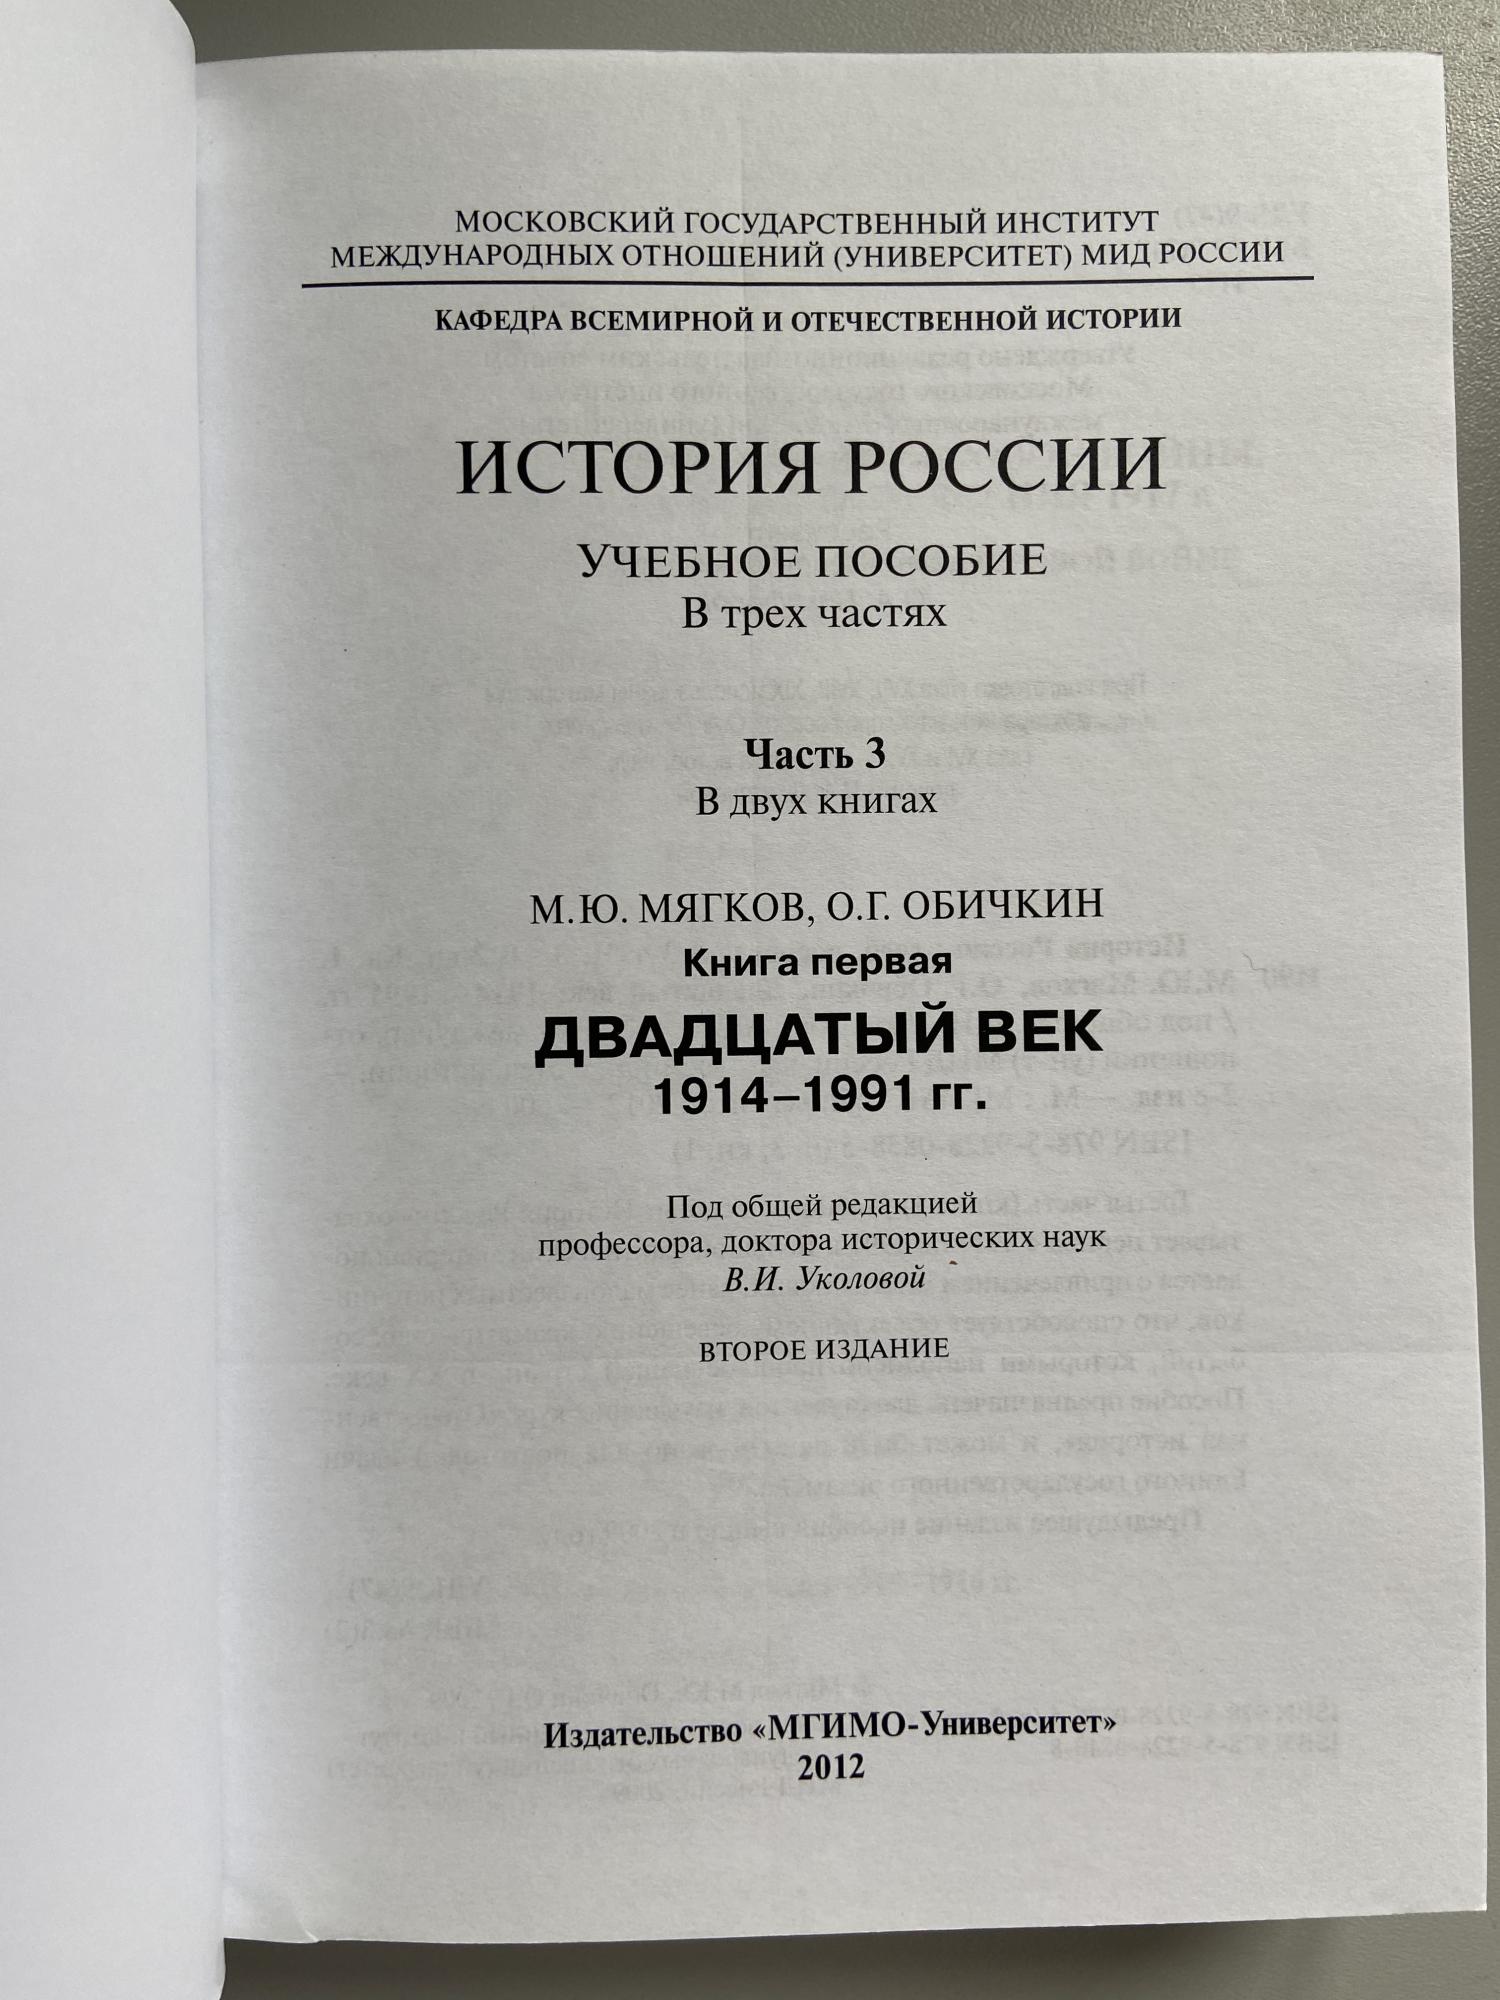 МОСКОВСКИЙ ГОСУДАРСТВЕННЫЙ ИНСТИТУТ
МЕЖДУНАРОДНЫХ ОТНОШЕНИЙ (УНИВЕРСИТЕТ) МИД РОССИИ
КАФЕДРА ВСЕМИРНОЙ И ОТЕЧЕСТВЕННОЙ ИСТОРИИ
ИСТОРИЯ РОССИИ
УЧЕБНОЕ ПОСОБИЕ
В трех частях
Часть 3
В двух книгах
М.Ю. МЯГКОВ, О.Г. ОБИЧКИН
Книга первая
ДВАДЦАТЫЙ ВЕК
1914–1991 гг.
Под общей редакцией
профессора, доктора исторических наук
В.И. Уколовой
ВТОРОЕ ИЗДАНИЕ
Издательство «МГИМО-Университет»
2012